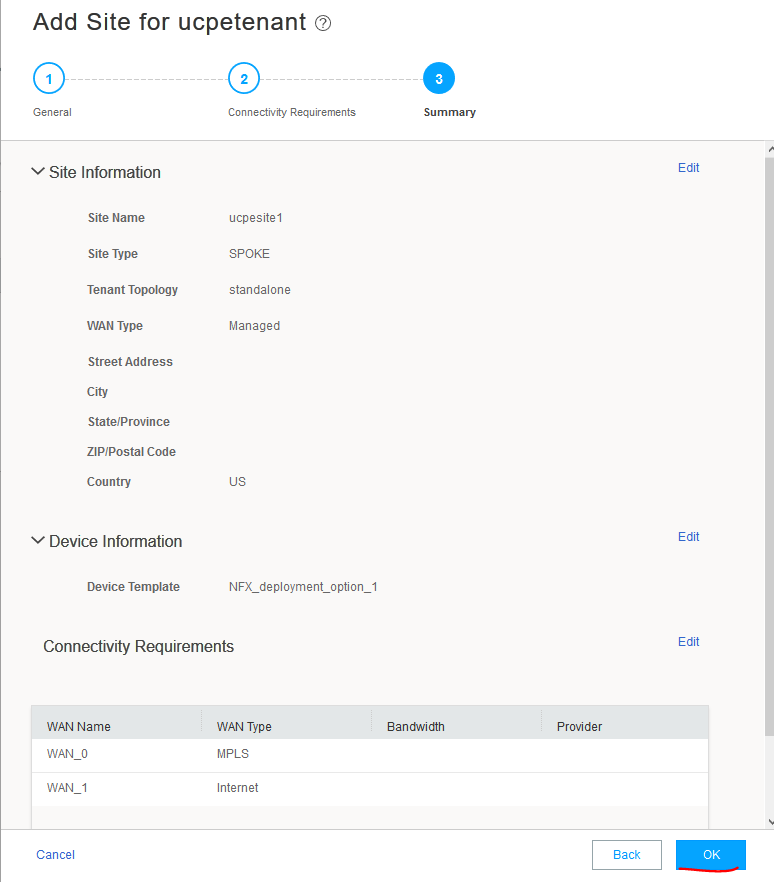 Add Site for ucpetenant ?
1 2 3
General Connectivity Requirements Summary
Site Information Edit
Site Name ucpesite1
Site Type SPOKE
Tenant Topology standalone
WAN Type Managed
Street Address
City
State/Province
ZIP/Postal Code
Country US
Device Information Edit
Device Template NFX_deployment_option_1
Connectivity Requirements Edit
WAN Name WAN Type Bandwidth Provider
WAN_0 MPLS
WAN_1 Internet
Cancel Back OK